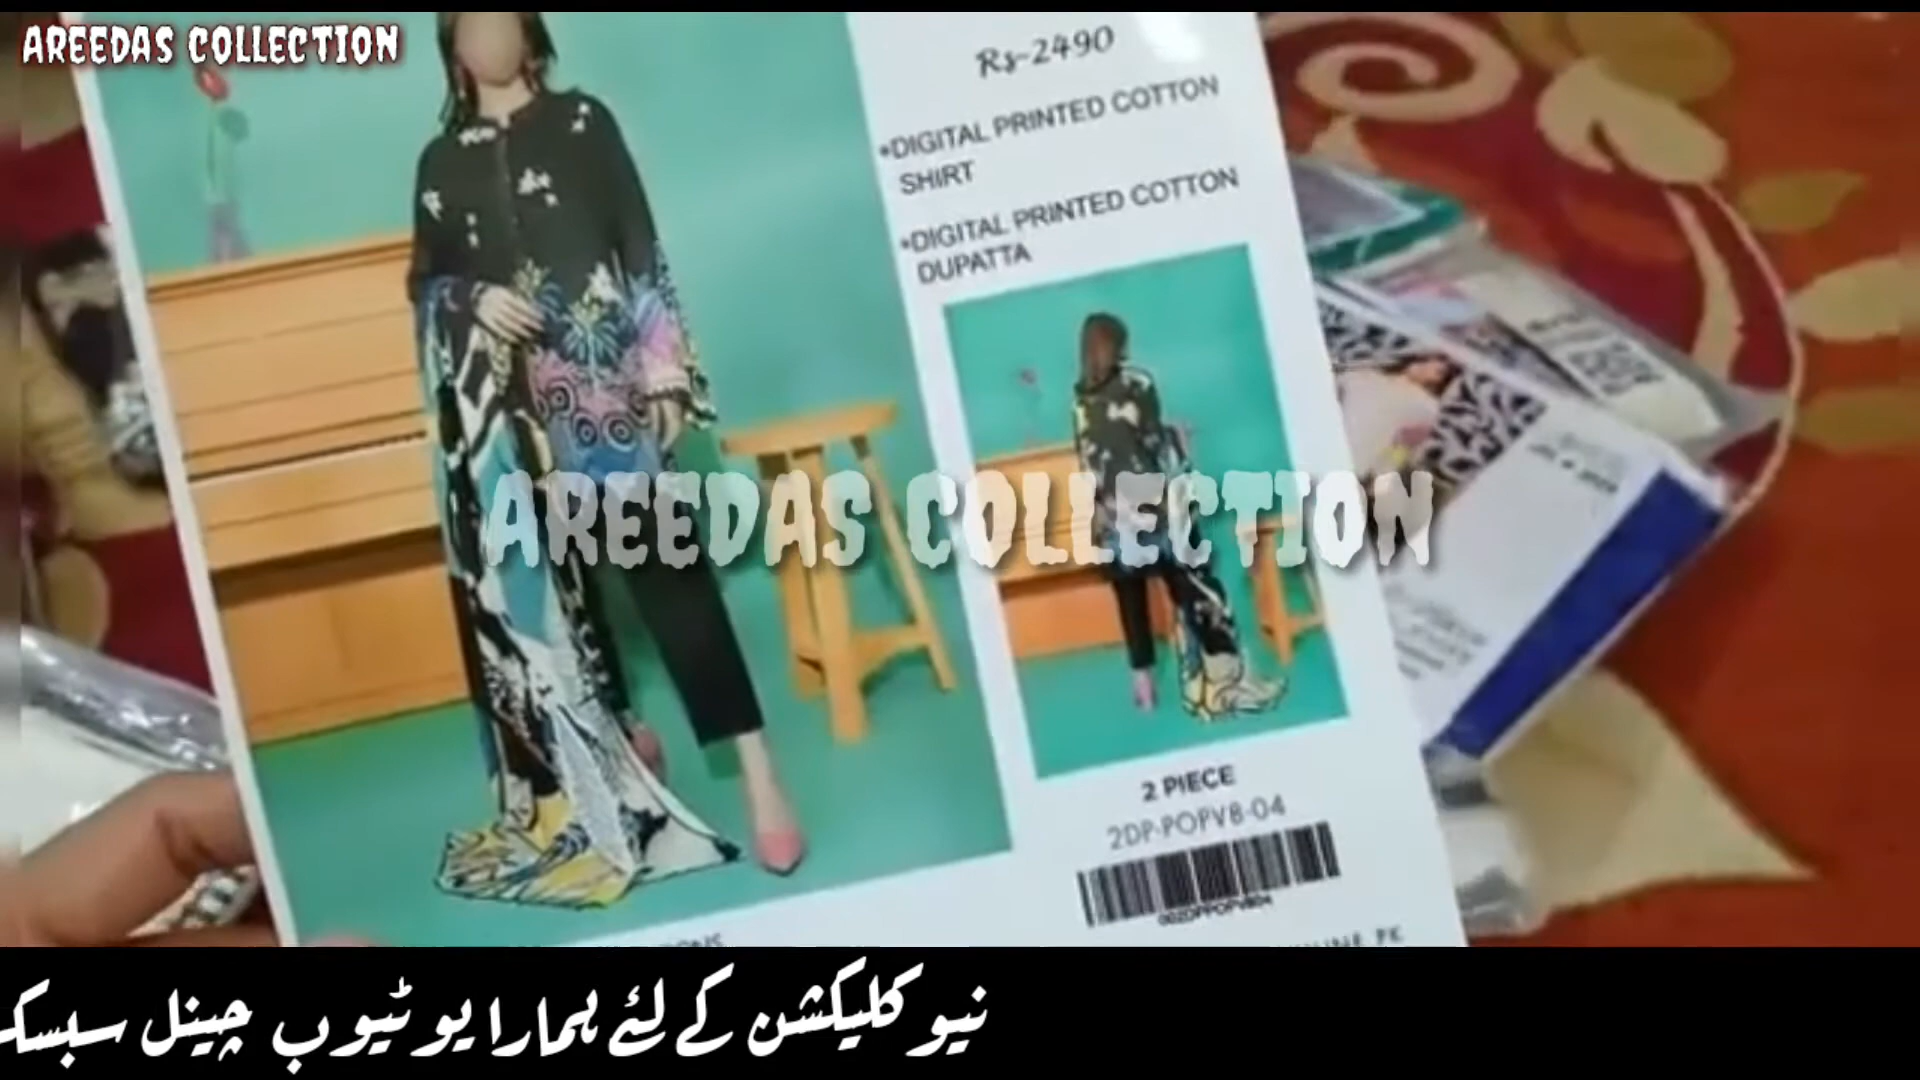 AREEDAS COLLECTION
Rs-2490
•DIGITAL PRINTED COTTON
SHIRT
•DIGITAL PRINTED COTTON
DUPATTA
AREEDAS COLLECTION
2 PIECE
2DP-POPV8-04
002DPPOPV804
نیو کلیکشن کے لئے ہمارا یو ٹیوب چینل سبسک